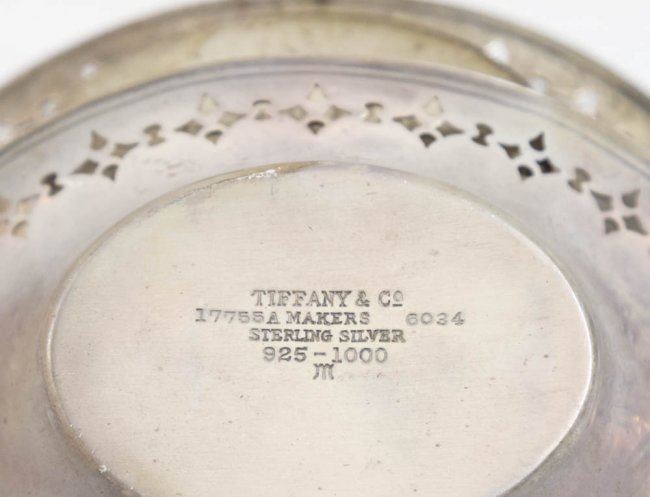 TIFFANY & Cº
17755A MAKERS 6034
STERLING SILVER
925-1000
m